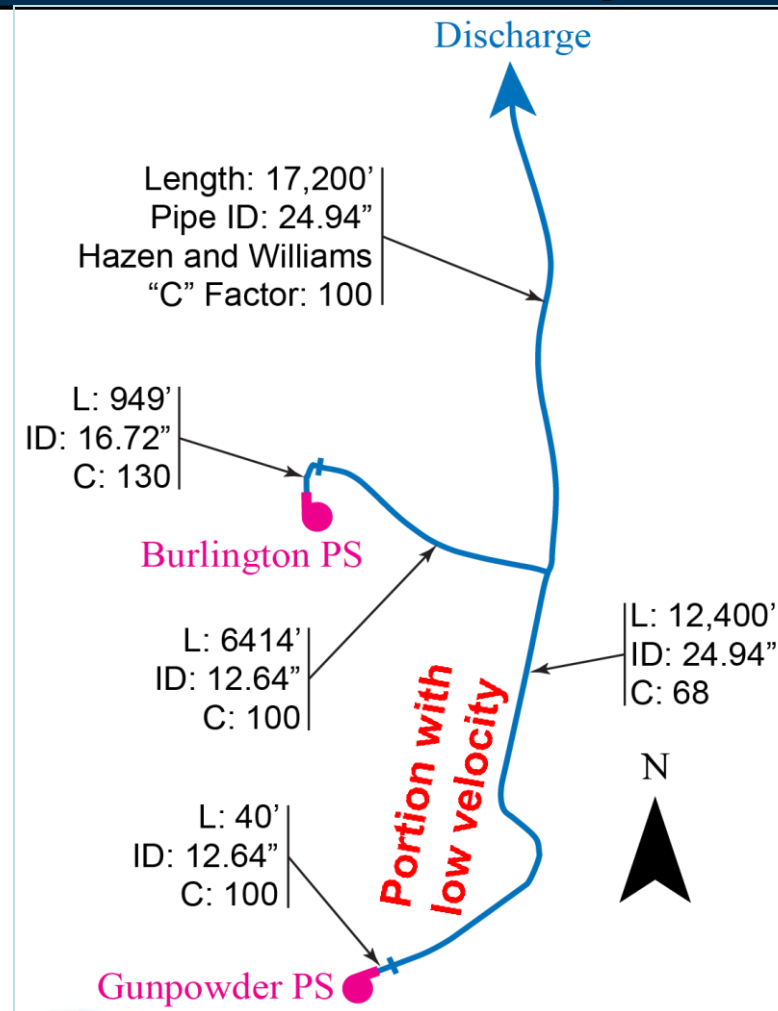 Discharge
Length: 17,200’
Pipe ID: 24.94”
Hazen and Williams
“C” Factor: 100
L: 949’
ID: 16.72”
C: 130
Burlington PS
L: 6414’
ID: 12.64”
C: 100
L: 12,400’
ID: 24.94”
C: 68
Portion with
low velocity
N
L: 40’
ID: 12.64”
C: 100
Gunpowder PS